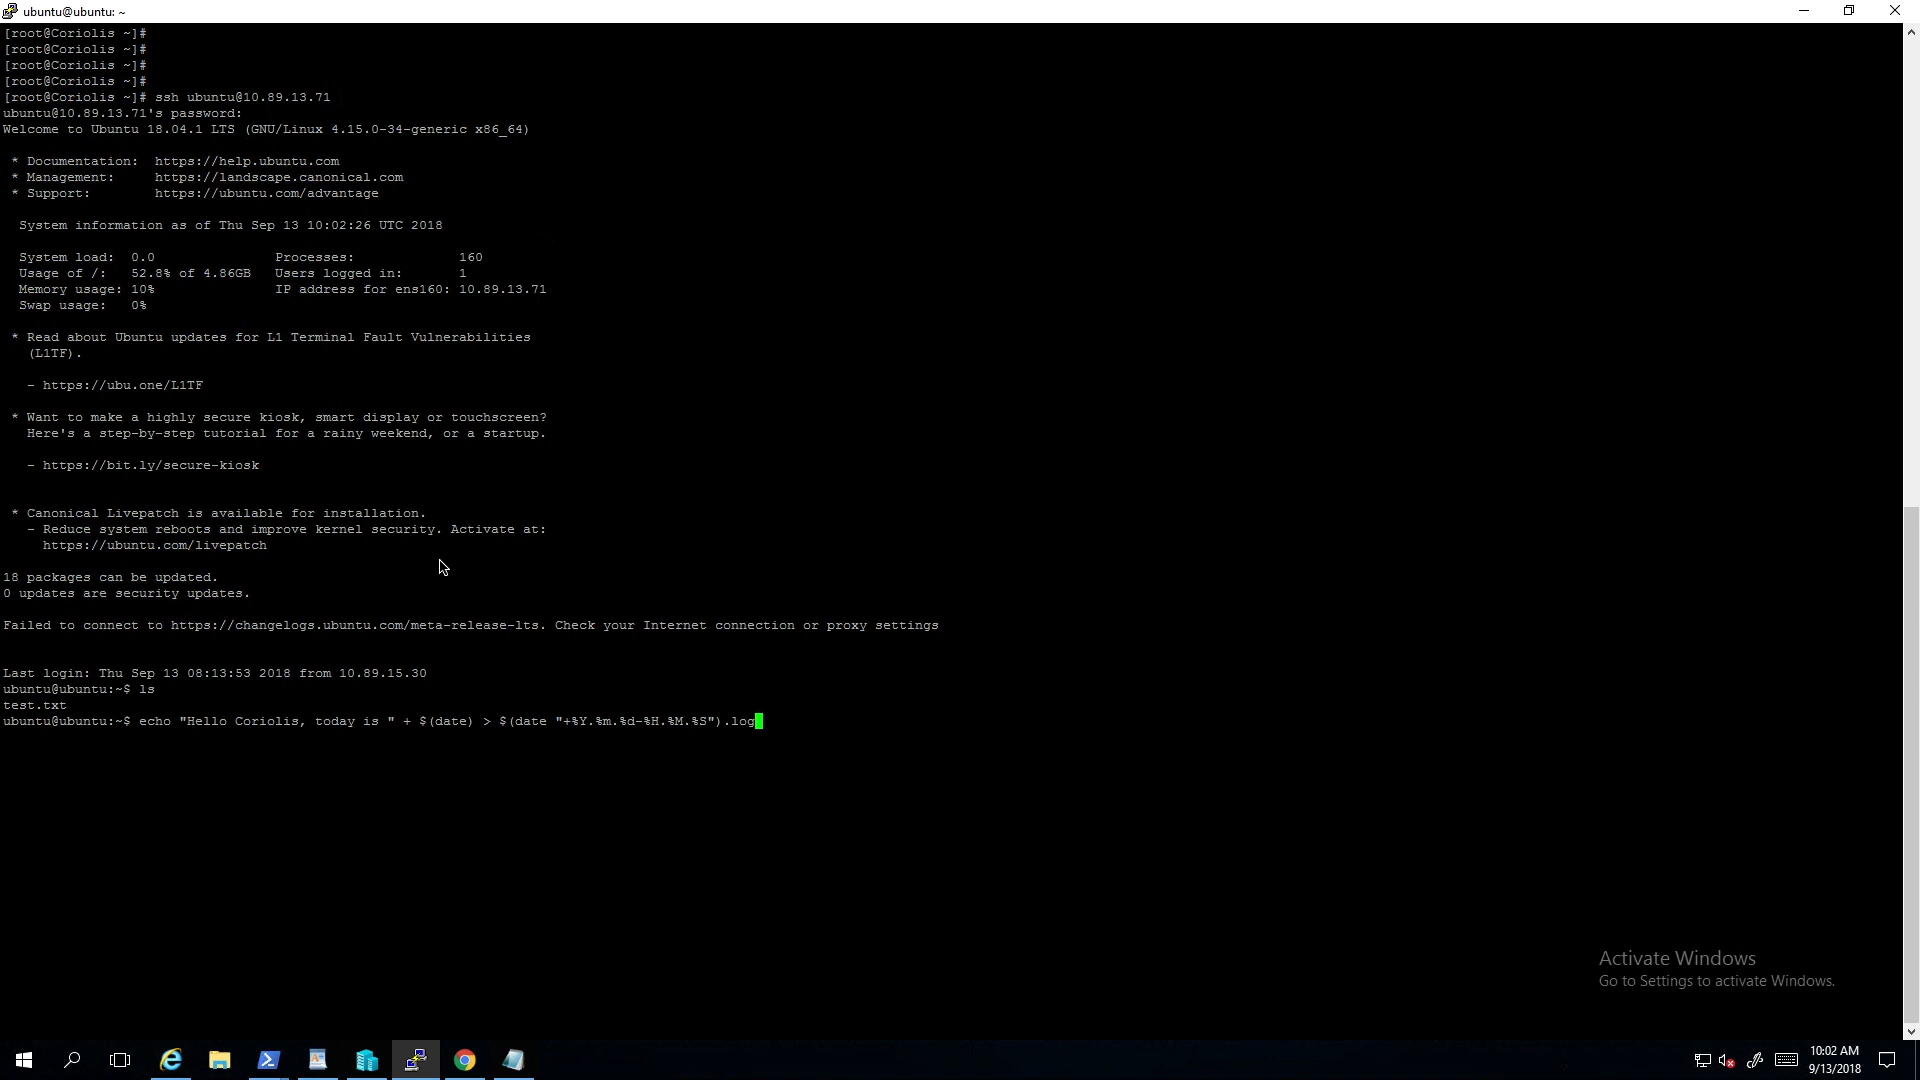 ubuntu@ubuntu: ~
[root@Coriolis ~]#
[root@Coriolis ~]#
[root@Coriolis ~]#
[root@Coriolis ~]#
[root@Coriolis ~]# ssh ubuntu@10.89.13.71
ubuntu@10.89.13.71's password:
Welcome to Ubuntu 18.04.1 LTS (GNU/Linux 4.15.0-34-generic x86_64)
* Documentation:  https://help.ubuntu.com
* Management:     https://landscape.canonical.com
* Support:        https://ubuntu.com/advantage
System information as of Thu Sep 13 10:02:26 UTC 2018
System load:  0.0               Processes:             160
Usage of /:   52.8% of 4.86GB   Users logged in:       1
Memory usage: 10%               IP address for ens160: 10.89.13.71
Swap usage:   0%
* Read about Ubuntu updates for L1 Terminal Fault Vulnerabilities
(L1TF).
- https://ubu.one/L1TF
* Want to make a highly secure kiosk, smart display or touchscreen?
Here's a step-by-step tutorial for a rainy weekend, or a startup.
- https://bit.ly/secure-kiosk
* Canonical Livepatch is available for installation.
- Reduce system reboots and improve kernel security. Activate at:
https://ubuntu.com/livepatch
18 packages can be updated.
0 updates are security updates.
Failed to connect to https://changelogs.ubuntu.com/meta-release-lts. Check your Internet connection or proxy settings
Last login: Thu Sep 13 08:13:53 2018 from 10.89.15.30
ubuntu@ubuntu:~$ ls
test.txt
ubuntu@ubuntu:~$ echo "Hello Coriolis, today is " + $(date) > $(date "+%Y.%m.%d-%H.%M.%S").log
Activate Windows
Go to Settings to activate Windows.
10:02 AM
9/13/2018